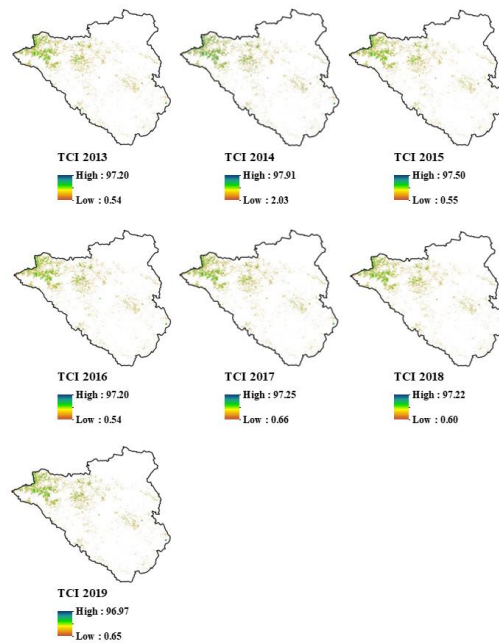 TCI 2013
High : 97.20
Low : 0.54
TCI 2014
High : 97.91
Low : 2.03
TCI 2015
High : 97.50
Low : 0.55
TCI 2016
High : 97.20
Low : 0.54
TCI 2017
High : 97.25
Low : 0.66
TCI 2018
High : 97.22
Low : 0.60
TCI 2019
High : 96.97
Low : 0.65